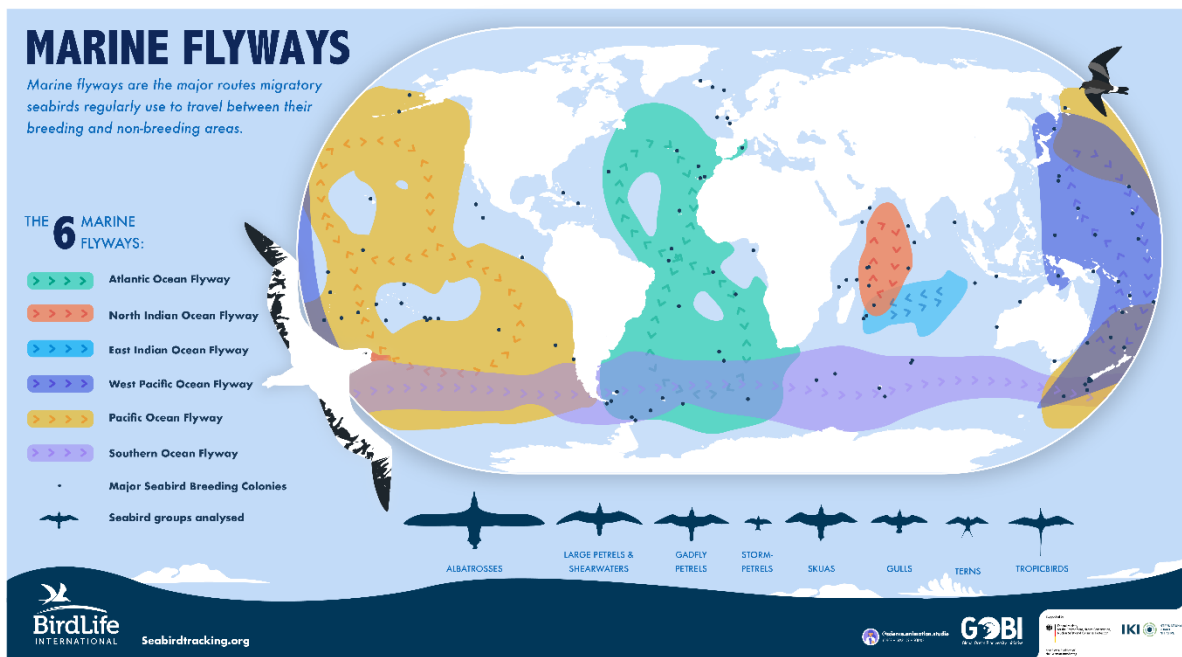 MARINE FLYWAYS
Marine flyways are the major routes migratory
seabirds regularly use to travel between their
breeding and non-breeding areas.
THE 6 MARINE
FLYWAYS:
Atlantic Ocean Flyway
North Indian Ocean Flyway
East Indian Ocean Flyway
West Pacific Ocean Flyway
Pacific Ocean Flyway
Southern Ocean Flyway
Major Seabird Breeding Colonies
Seabird groups analysed
ALBATROSSES
LARGE PETRELS &
SHEARWATERS
GADFLY
PETRELS
STORM-
PETRELS
SKUAS
GULLS
TERNS
TROPICBIRDS
BirdLife
INTERNATIONAL
Seabirdtracking.org
GOBI
IKI